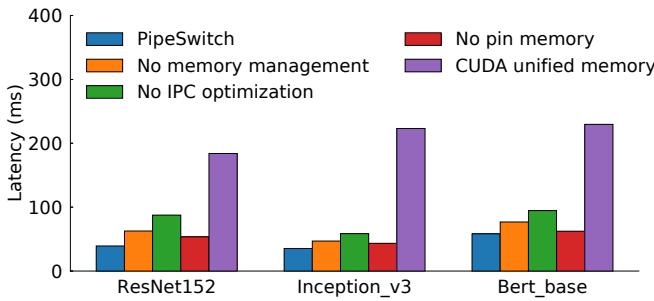 400
300
200
100
0
Latency (ms)
PipeSwitch
No memory management
No IPC optimization
No pin memory
CUDA unified memory
ResNet152
Inception_v3
Bert_base